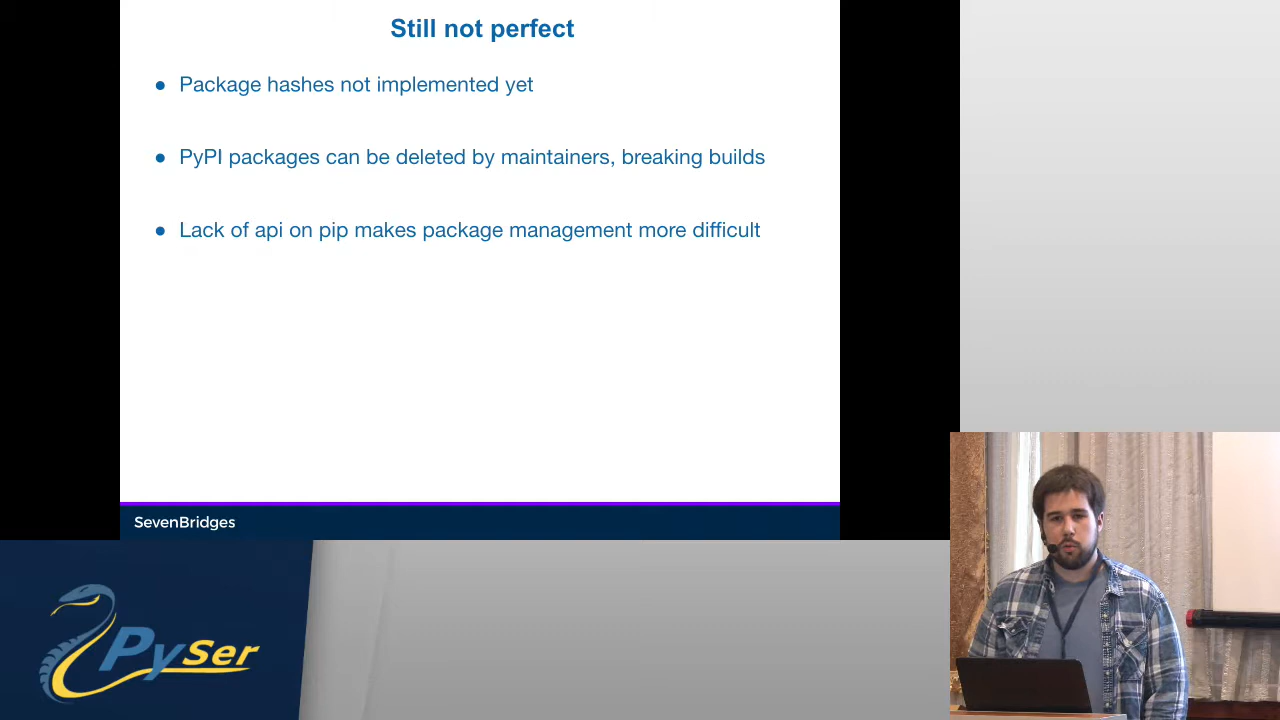 Still not perfect
● Package hashes not implemented yet
● PyPI packages can be deleted by maintainers, breaking builds
● Lack of api on pip makes package management more difficult
SevenBridges
PySer